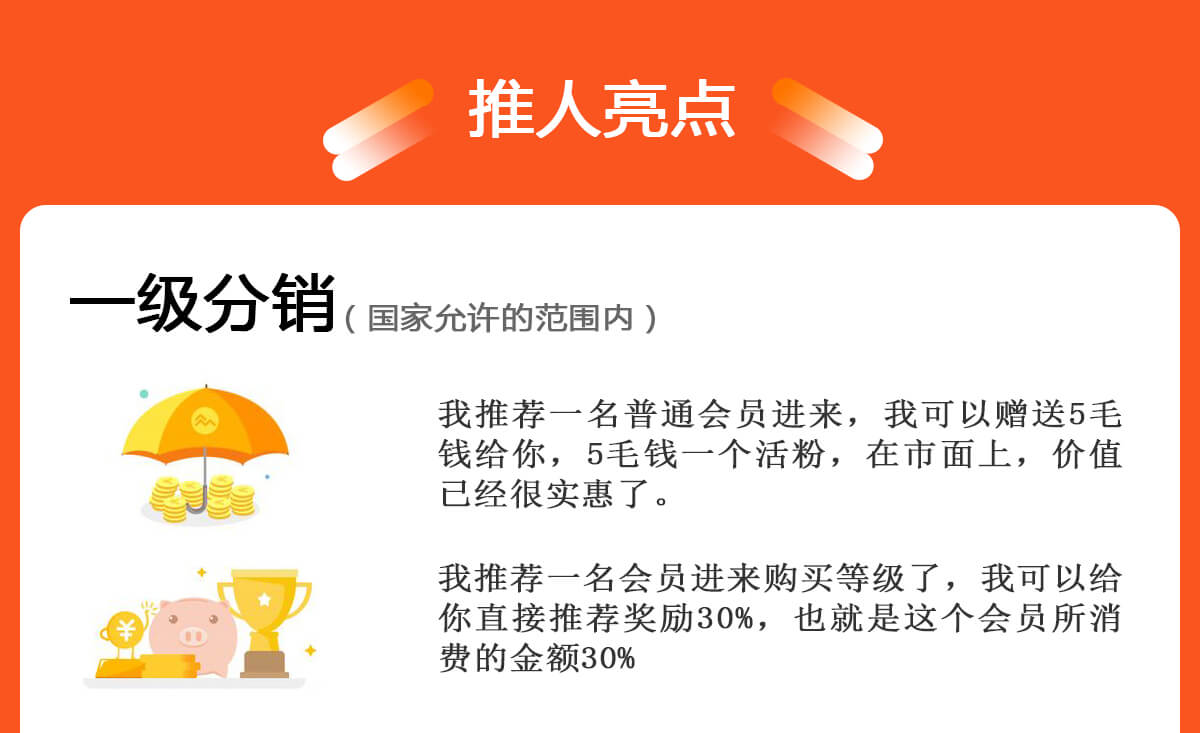 推人亮点
一级分销(国家允许的范围内)
我推荐一名普通会员进来，我可以赠送5毛
钱给你，5毛钱一个活粉，在市面上，价值
已经很实惠了。
我推荐一名会员进来购买等级了，我可以给
你直接推荐奖励30%，也就是这个会员所消
费的金额30%